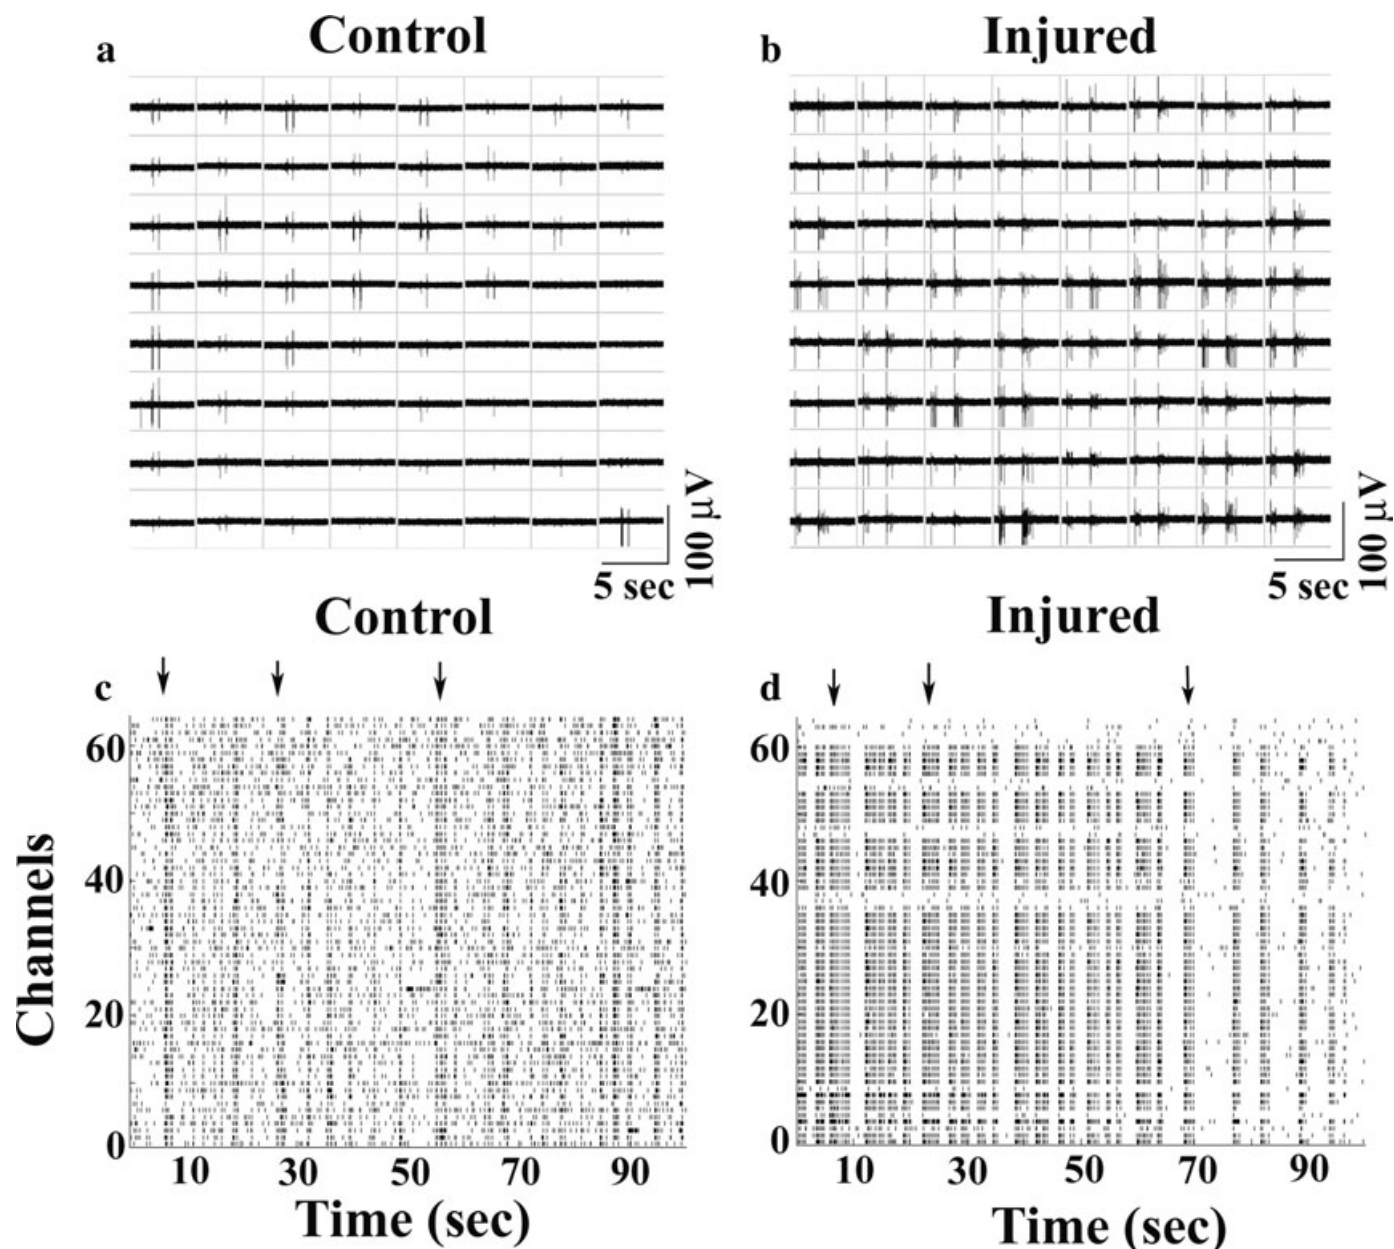 a Control
b Injured
100 μV
5 sec
100 μV
5 sec
Control
Injured
c
d
Channels
60
40
20
0
10 30 50 70 90
Time (sec)
60
40
20
0
10 30 50 70 90
Time (sec)